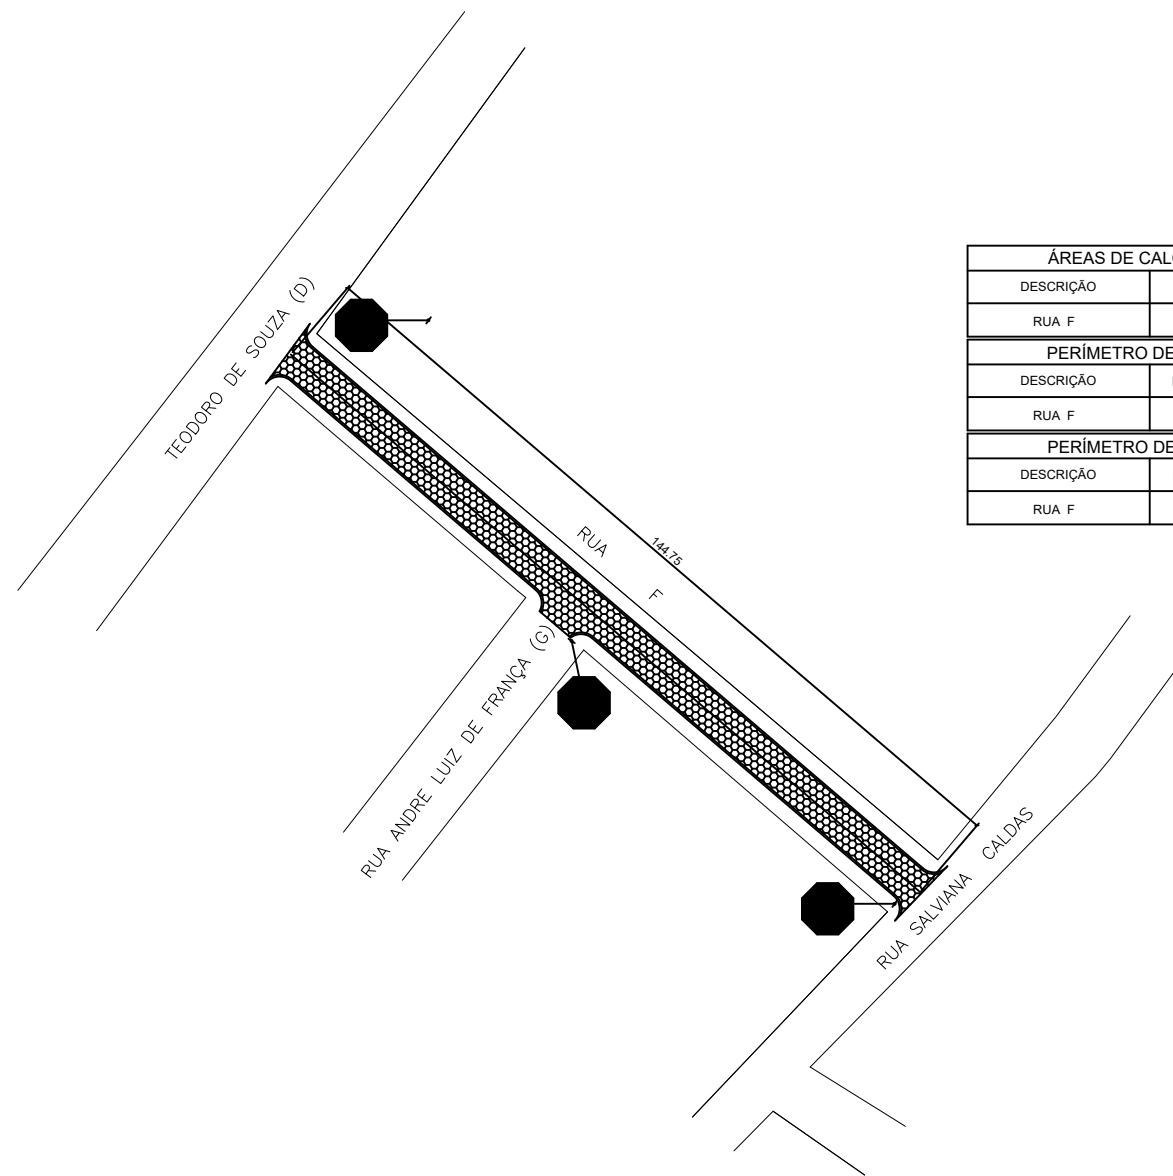 TEODORO DE SOUZA (D)
RUA F
144.75
RUA ANDRE LUIZ DE FRANÇA (G)
RUA SALVIANA CALDAS
ÁREAS DE
DESCRIÇÃO
RUA F
PERÍMETRO DE
DESCRIÇÃO
RUA F
PERÍMETRO DE
DESCRIÇÃO
RUA F